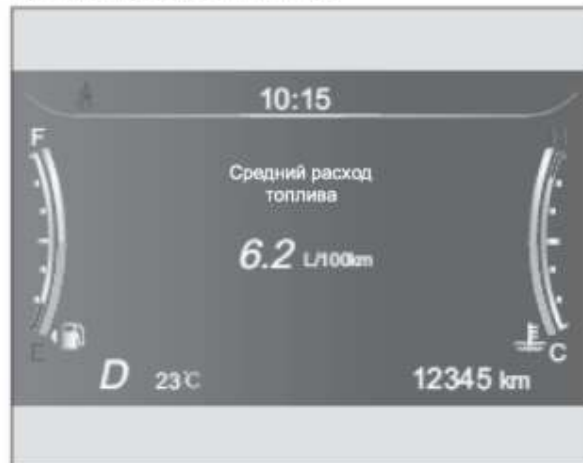 10:15
F
H
Средний расход
топлива
6.2 L/100km
E
C
D 23℃ 12345 km